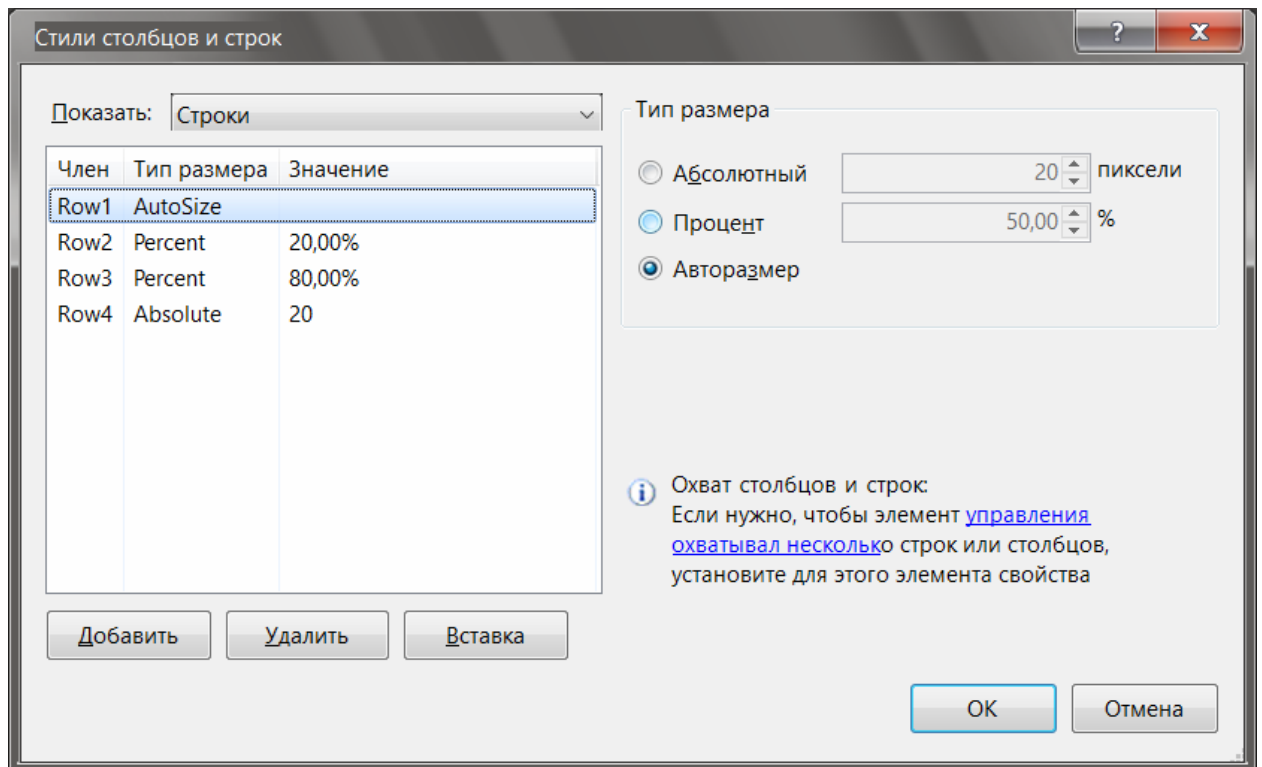 Стили столбцов и строк
?
Показать: Строки
Член Тип размера Значение
Row1 AutoSize
Row2 Percent 20,00%
Row3 Percent 80,00%
Row4 Absolute 20
Добавить Удалить Вставка
Тип размера
Абсолютный 20 пиксели
Процент 50,00 %
Авторазмер
Охват столбцов и строк:
Если нужно, чтобы элемент управления
охватывал несколько строк или столбцов,
установите для этого элемента свойства
OK Отмена